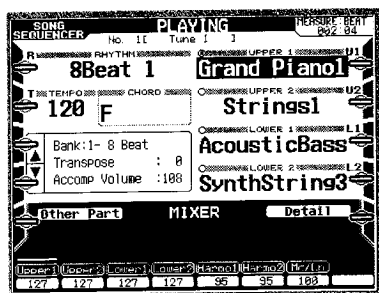 SONG SEQUENCER PLAYING MEASURE:BEAT
No. 1[ Tune 1 ] 002:04
R RHYTHM UPPER 1 U1
8Beat 1 Grand Piano1
T TEMPO CHORD UPPER 2 U2
120 F Strings1
LOWER 1 L1
Bank:1- 8 Beat AcousticBass
Transpose : 0 LOWER 2 L2
Accomp Volume :108 SynthString3
Other Part MIXER Detail
Upper1 Upper2 Lower1 Lower2 Harmo1 Harmo2
127 127 127 127 95 95 100